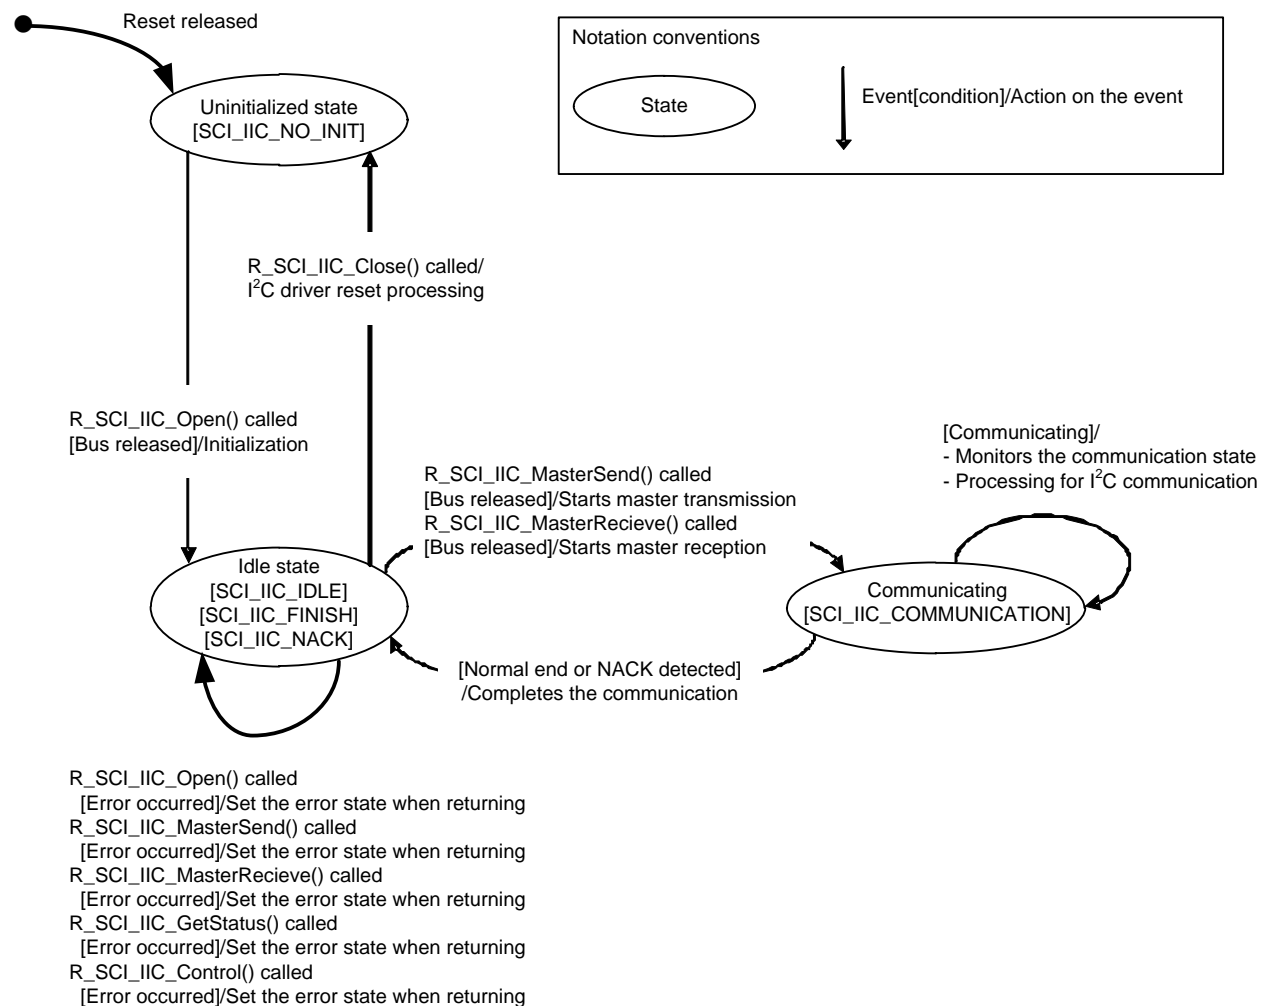 Reset released
Notation conventions
State
Event[condition]/Action on the event
Uninitialized state
[SCI_IIC_NO_INIT]
R_SCI_IIC_Close() called/
I²C driver reset processing
R_SCI_IIC_Open() called
[Bus released]/Initialization
R_SCI_IIC_MasterSend() called
[Bus released]/Starts master transmission
R_SCI_IIC_MasterRecieve() called
[Bus released]/Starts master reception
[Communicating]/
- Monitors the communication state
- Processing for I²C communication
Idle state
[SCI_IIC_IDLE]
[SCI_IIC_FINISH]
[SCI_IIC_NACK]
Communicating
[SCI_IIC_COMMUNICATION]
[Normal end or NACK detected]
/Completes the communication
R_SCI_IIC_Open() called
[Error occurred]/Set the error state when returning
R_SCI_IIC_MasterSend() called
[Error occurred]/Set the error state when returning
R_SCI_IIC_MasterRecieve() called
[Error occurred]/Set the error state when returning
R_SCI_IIC_GetStatus() called
[Error occurred]/Set the error state when returning
R_SCI_IIC_Control() called
[Error occurred]/Set the error state when returning